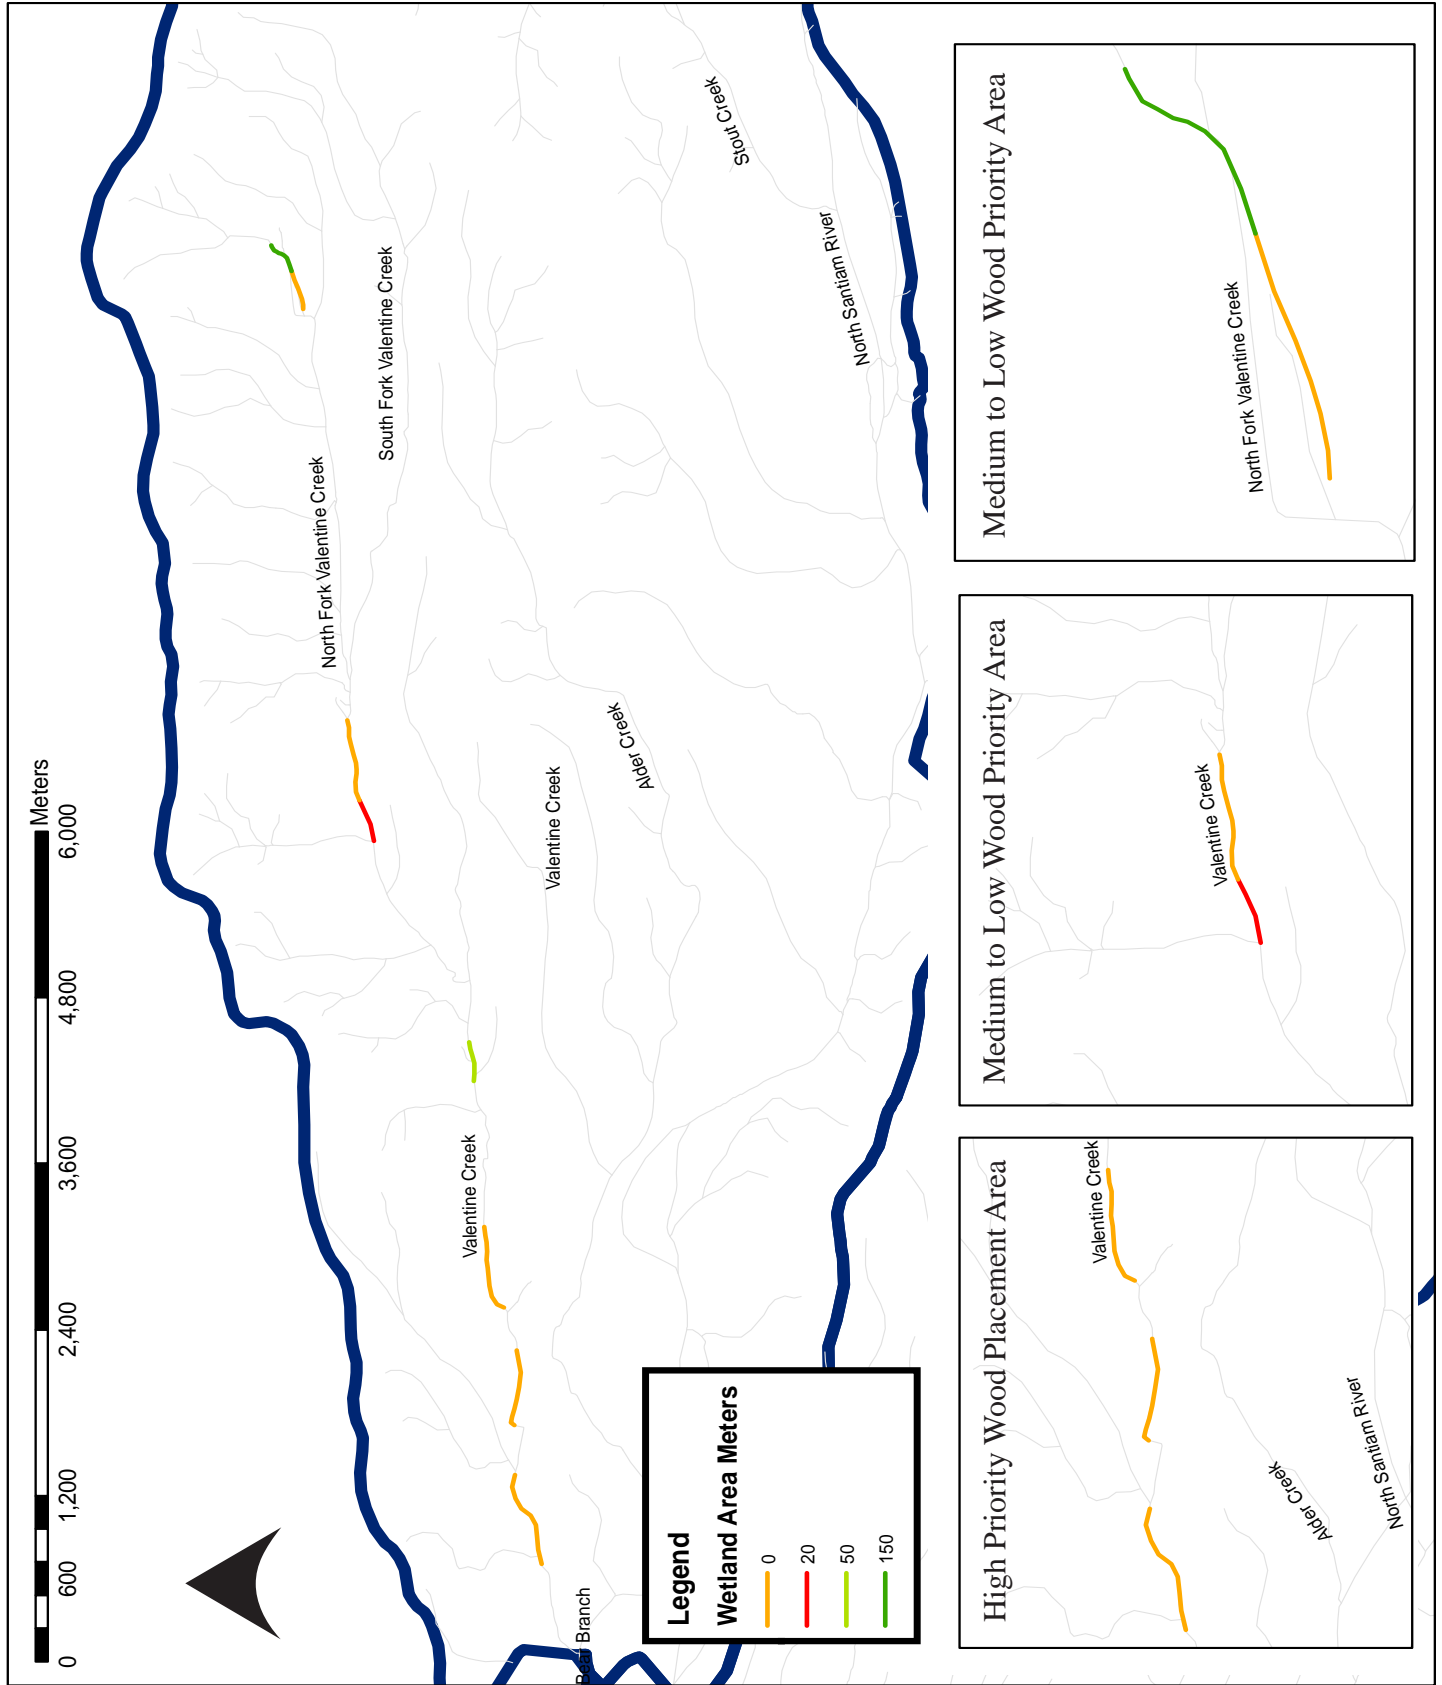 Meters
0 600 1,200 2,400 3,600 4,800 6,000
North Fork Valentine Creek
South Fork Valentine Creek
Stout Creek
North Santiam River
Valentine Creek
Valentine Creek
Alder Creek
Bear Branch
Legend
Wetland Area Meters
0
20
50
150
High Priority Wood Placement Area
Valentine Creek
Alder Creek
North Santiam River
Medium to Low Wood Priority Area
Valentine Creek
Medium to Low Wood Priority Area
North Fork Valentine Creek